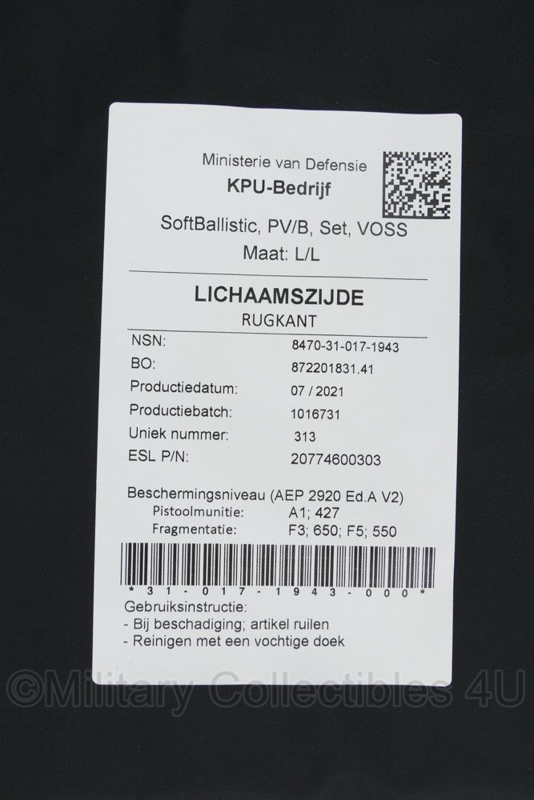 Ministerie van Defensie
KPU-Bedrijf
SoftBallistic, PV/B, Set, VOSS
Maat: L/L
LICHAAMSZIJDE
RUGKANT
NSN: 8470-31-017-1943
BO: 872201831.41
Productiedatum: 07 / 2021
Productiebatch: 1016731
Uniek nummer: 313
ESL P/N: 20774600303
Beschermingsniveau (AEP 2920 Ed.A V2)
Pistoolmunitie: A1; 427
Fragmentatie: F3; 650; F5; 550
*31-017-1943-000*
Gebruiksinstructie:
- Bij beschadiging; artikel ruilen
- Reinigen met een vochtige doek
©Military Collectibles 4U